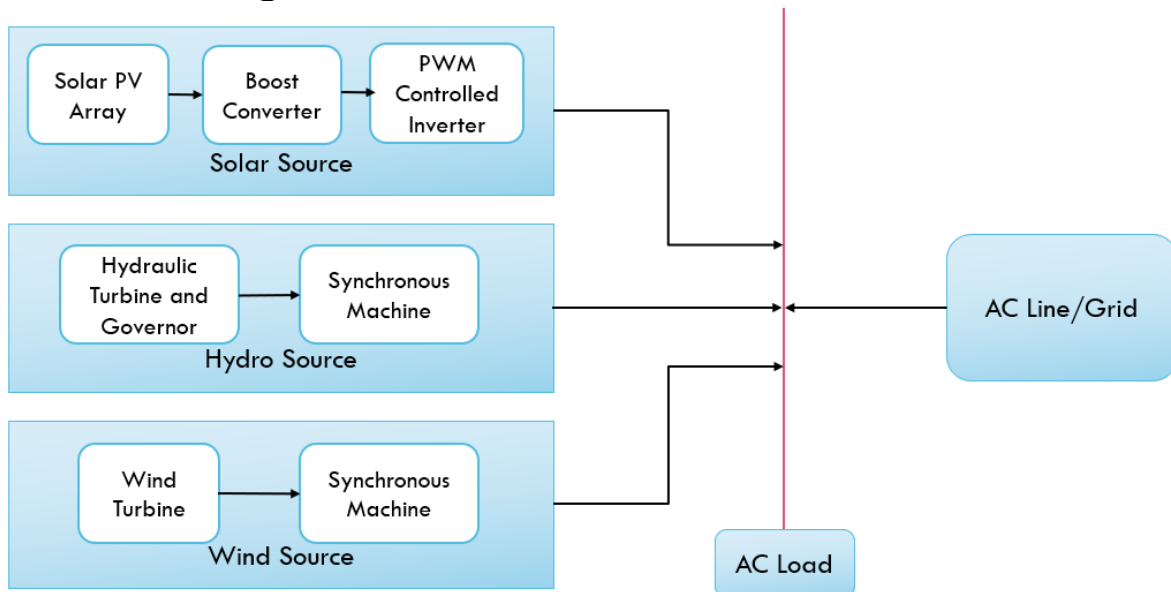 Solar PV
Array
Boost
Converter
PWM
Controlled
Inverter
Solar Source
Hydraulic
Turbine and
Governor
Synchronous
Machine
Hydro Source
Wind
Turbine
Synchronous
Machine
Wind Source
AC Line/Grid
AC Load